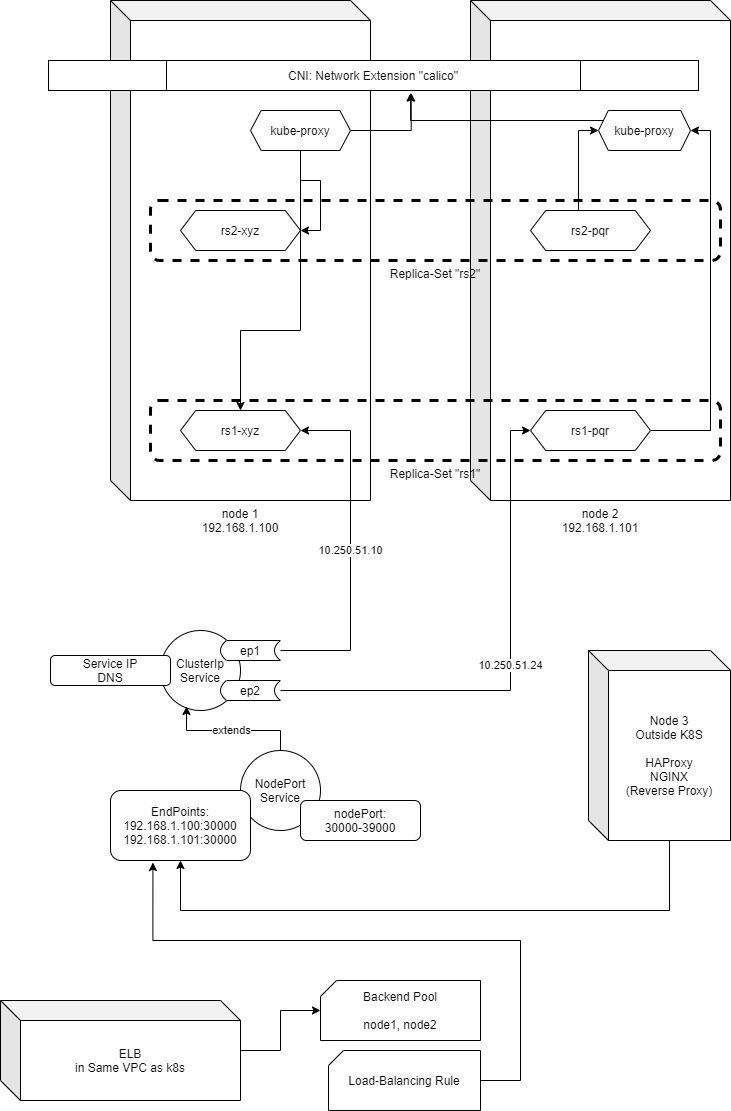 CNI: Network Extension "calico"
kube-proxy
kube-proxy
rs2-xyz
rs2-pqr
Replica-Set "rs2"
rs1-xyz
rs1-pqr
Replica-Set "rs1"
node 1
192.168.1.100
node 2
192.168.1.101
10.250.51.10
Service IP
DNS
ClusterIp
Service
ep1
ep2
10.250.51.24
extends
NodePort
Service
EndPoints:
192.168.1.100:30000
192.168.1.101:30000
nodePort:
30000-39000
Node 3
Outside K8S
HAProxy
NGINX
(Reverse Proxy)
ELB
in Same VPC as k8s
Backend Pool
node1, node2
Load-Balancing Rule